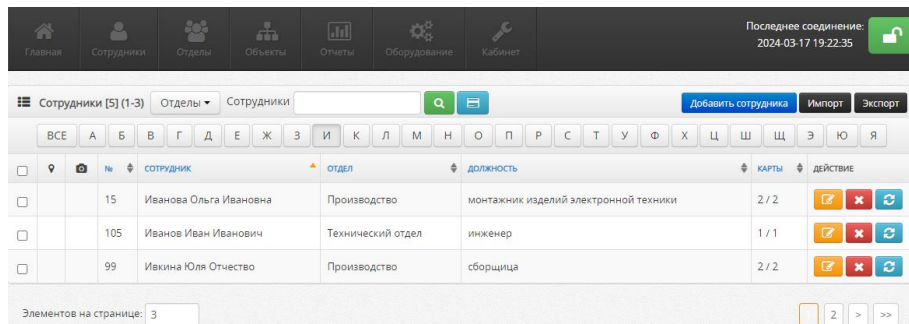 Последнее соединение:
2024-03-17 19:22:35
Главная Сотрудники Отделы Объекты Отчеты Оборудование Кабинет
Сотрудники [5] (1-3) Отделы Сотрудники Добавить сотрудника Импорт Экспорт
ВСЕ А Б В Г Д Е Ж З И К Л М Н О П Р С Т У Ф Х Ц Ш Щ Э Ю Я
№ СОТРУДНИК ОТДЕЛ ДОЛЖНОСТЬ КАРТЫ ДЕЙСТВИЕ
15 Иванова Ольга Ивановна Производство монтажник изделий электронной техники 2 / 2
105 Иванов Иван Иванович Технический отдел инженер 1 / 1
99 Ивкина Юля Отчество Производство сборщица 2 / 2
Элементов на странице: 3 2 > >>